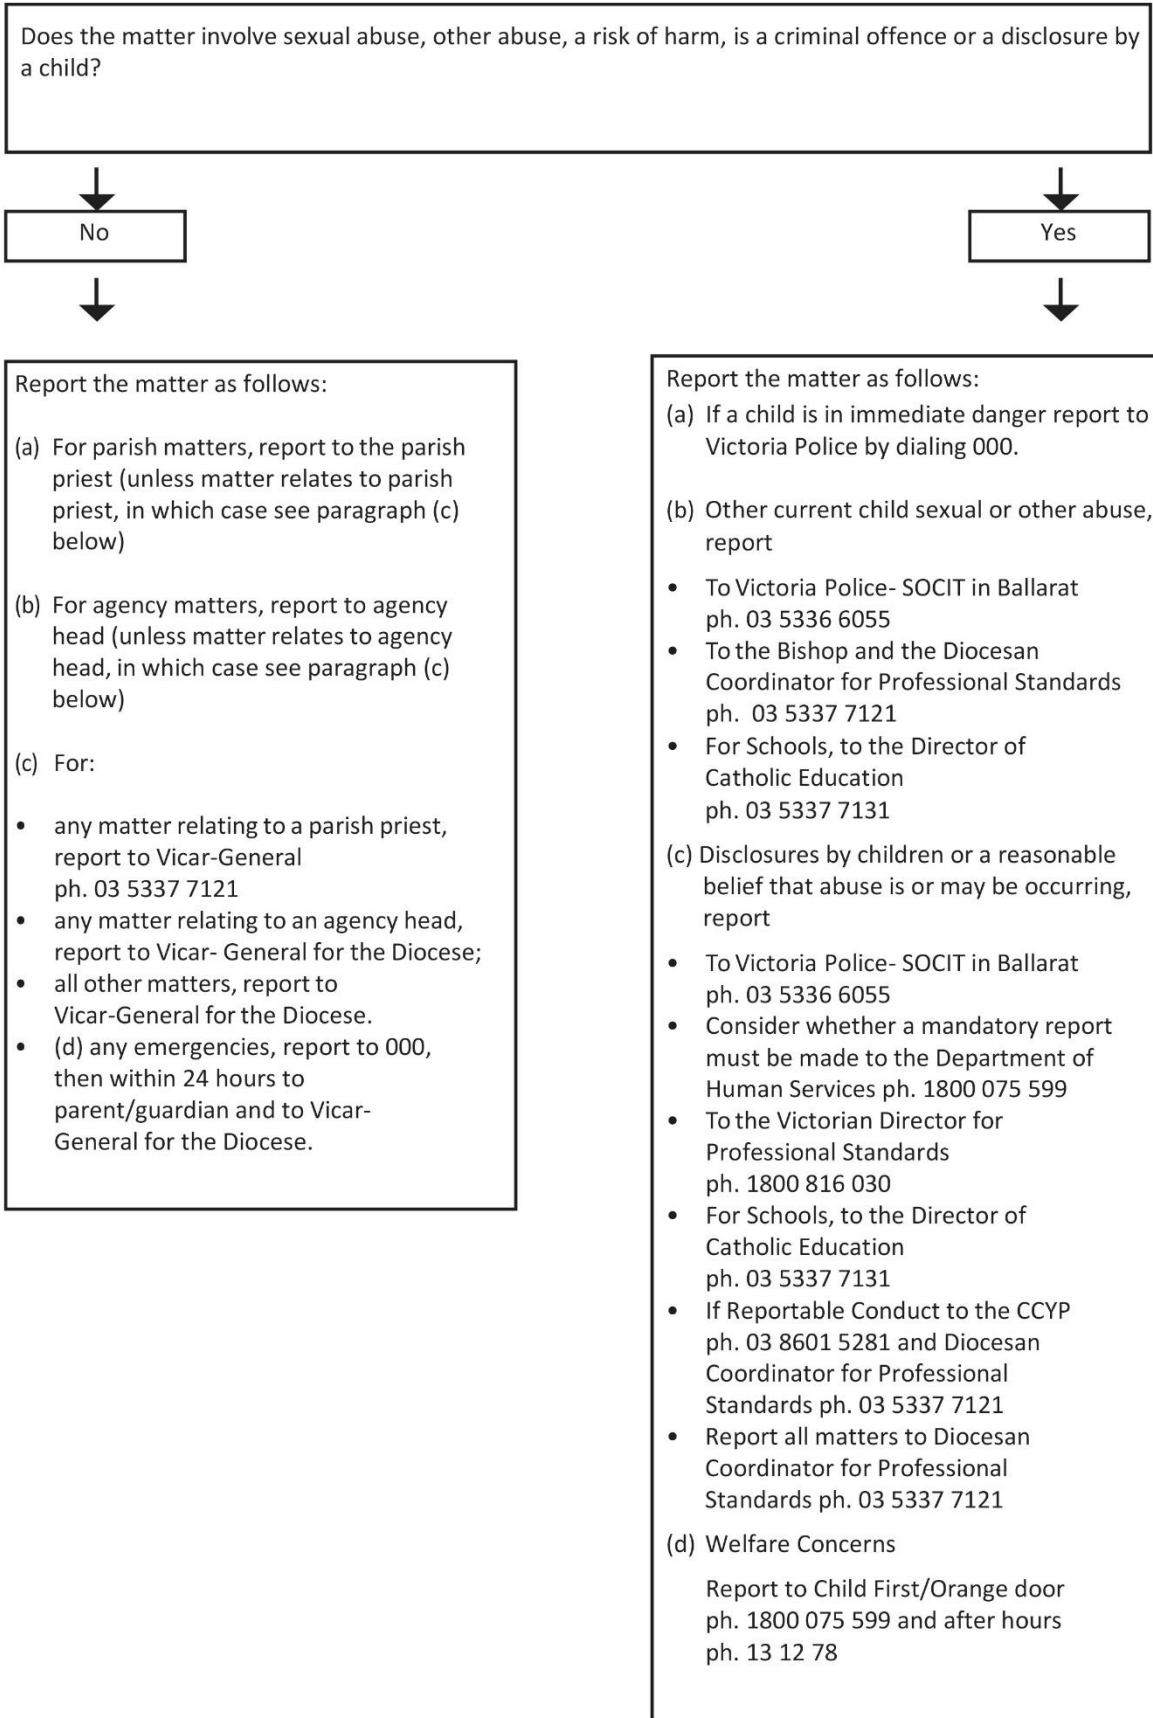 Does the matter involve sexual abuse, other abuse, a risk of harm, is a criminal offence or a disclosure by
a child?
No
Yes
Report the matter as follows:
(a) For parish matters, report to the parish
priest (unless matter relates to parish
priest, in which case see paragraph (c)
below)
(b) For agency matters, report to agency
head (unless matter relates to agency
head, in which case see paragraph (c)
below)
(c) For:
• any matter relating to a parish priest,
report to Vicar-General
ph. 03 5337 7121
• any matter relating to an agency head,
report to Vicar- General for the Diocese;
• all other matters, report to
Vicar-General for the Diocese.
• (d) any emergencies, report to 000,
then within 24 hours to
parent/guardian and to Vicar-
General for the Diocese.
Report the matter as follows:
(a) If a child is in immediate danger report to
Victoria Police by dialing 000.
(b) Other current child sexual or other abuse,
report
• To Victoria Police- SOCIT in Ballarat
ph. 03 5336 6055
• To the Bishop and the Diocesan
Coordinator for Professional Standards
ph. 03 5337 7121
• For Schools, to the Director of
Catholic Education
ph. 03 5337 7131
(c) Disclosures by children or a reasonable
belief that abuse is or may be occurring,
report
• To Victoria Police- SOCIT in Ballarat
ph. 03 5336 6055
• Consider whether a mandatory report
must be made to the Department of
Human Services ph. 1800 075 599
• To the Victorian Director for
Professional Standards
ph. 1800 816 030
• For Schools, to the Director of
Catholic Education
ph. 03 5337 7131
• If Reportable Conduct to the CCYP
ph. 03 8601 5281 and Diocesan
Coordinator for Professional
Standards ph. 03 5337 7121
• Report all matters to Diocesan
Coordinator for Professional
Standards ph. 03 5337 7121
(d) Welfare Concerns
Report to Child First/Orange door
ph. 1800 075 599 and after hours
ph. 13 12 78